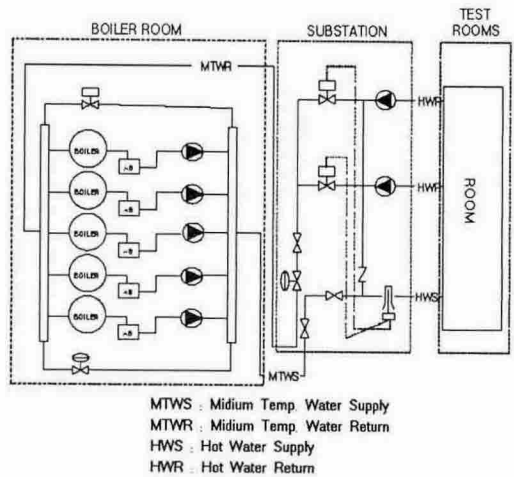 BOILER ROOM
SUBSTATION
TEST
ROOMS
MTWR
HWR
BOILER
BOILER
HWR
BOILER
ROOM
BOILER
HWS
BOILER
MTWS
MTWS : Midium Temp. Water Supply
MTWR : Midium Temp. Water Return
HWS : Hot Water Supply
HWR : Hot Water Return